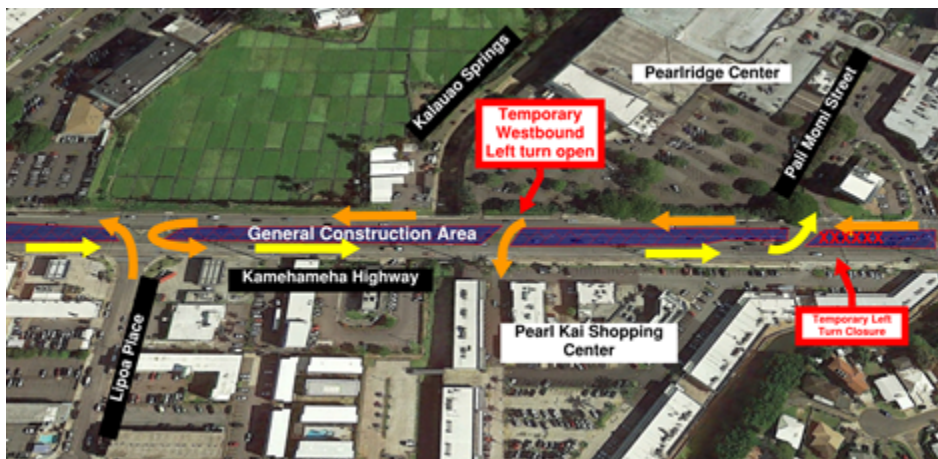 Kalauao Springs
Pearlridge Center
Pali Momi Street
Temporary
Westbound
Left turn open
General Construction Area
XXXXXX
Kamehameha Highway
Lipoa Place
Pearl Kai Shopping
Center
Temporary Left
Turn Closure